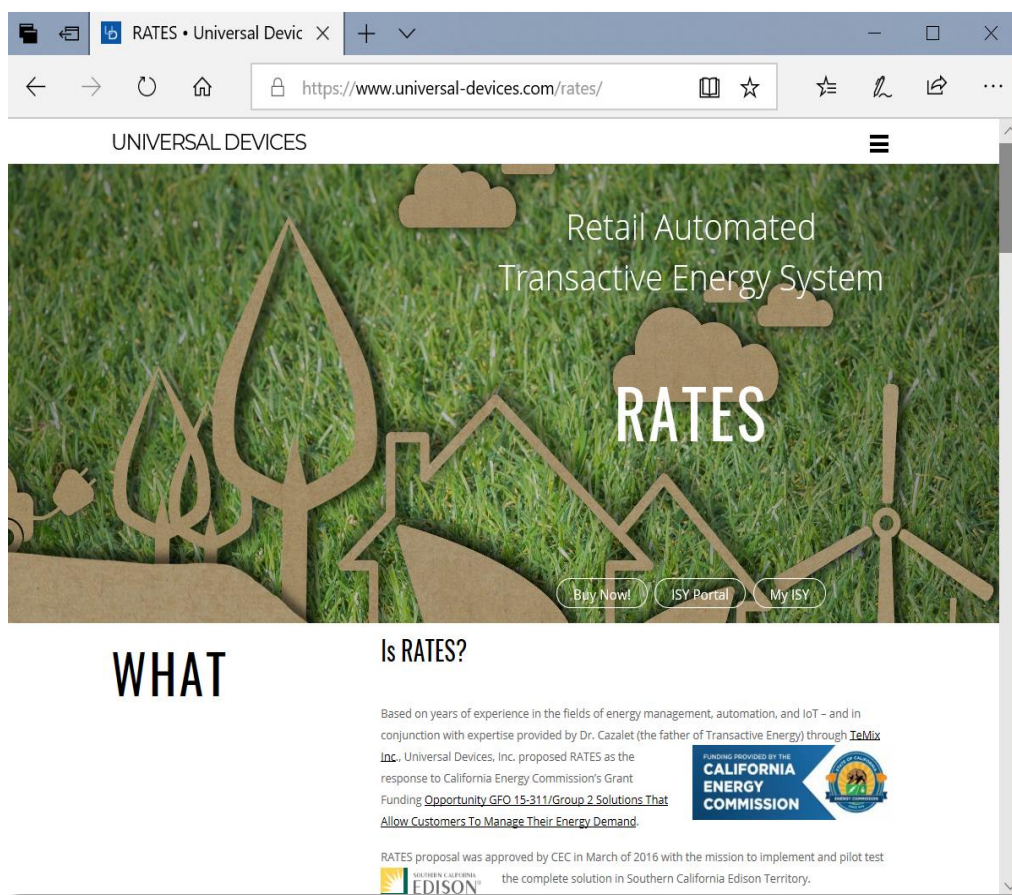 RATES • Universal Devic
https://www.universal-devices.com/rates/
UNIVERSAL DEVICES
Retail Automated
Transactive Energy System
RATES
Buy Now!
ISY Portal
My ISY
WHAT
Is RATES?
Based on years of experience in the fields of energy management, automation, and IoT – and in
conjunction with expertise provided by Dr. Cazalet (the father of Transactive Energy) through TeMix
Inc., Universal Devices, Inc. proposed RATES as the
response to California Energy Commission's Grant
Funding Opportunity GFO 15-311/Group 2 Solutions That
Allow Customers To Manage Their Energy Demand.
FUNDING PROVIDED BY THE
CALIFORNIA
ENERGY
COMMISSION
RATES proposal was approved by CEC in March of 2016 with the mission to implement and pilot test
SOUTHERN CALIFORNIA
EDISON®
the complete solution in Southern California Edison Territory.